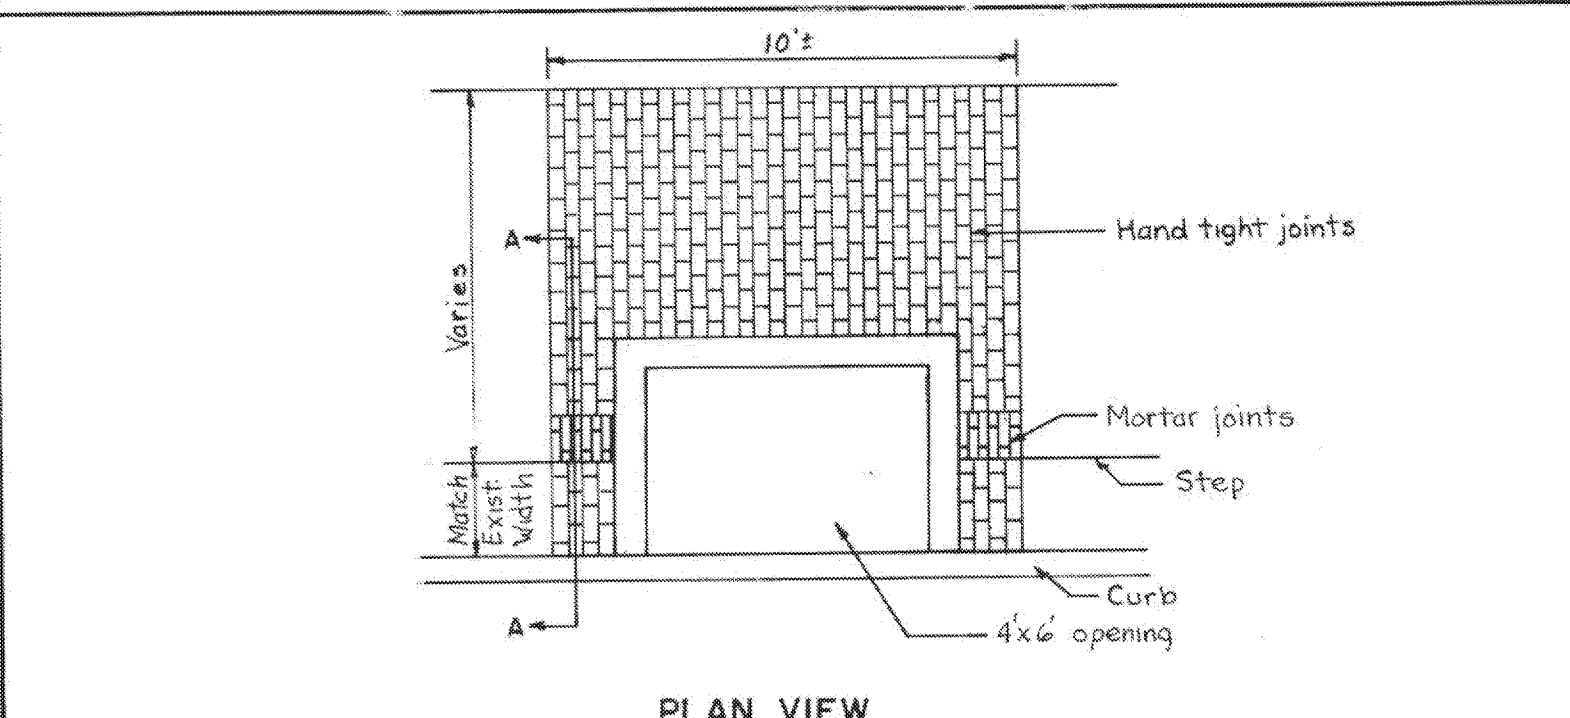 10'±
A
Hand tight joints
Varies
Mortar joints
Step
Match
Exist.
Width
Curb
A
4'x6' opening
PLAN VIEW